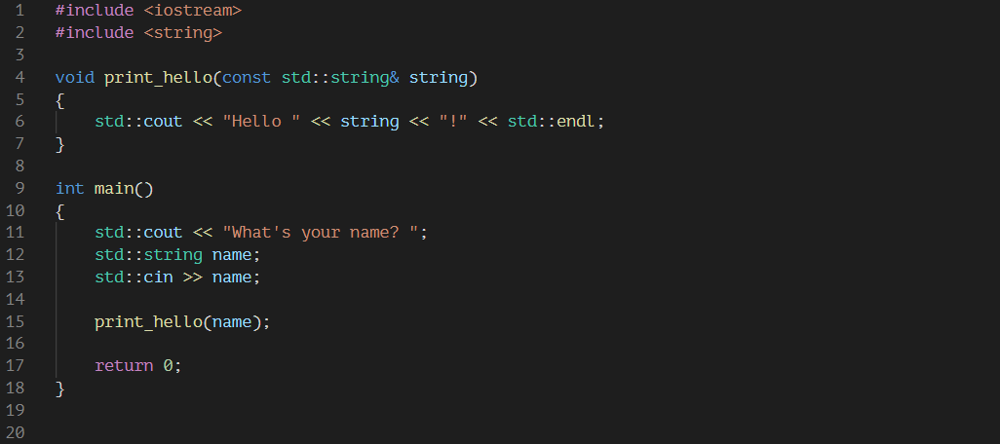 1 #include <iostream>
2 #include <string>
3
4 void print_hello(const std::string& string)
5 {
6     std::cout << "Hello " << string << "!" << std::endl;
7 }
8
9 int main()
10 {
11     std::cout << "What's your name? ";
12     std::string name;
13     std::cin >> name;
14
15     print_hello(name);
16
17     return 0;
18 }
19
20